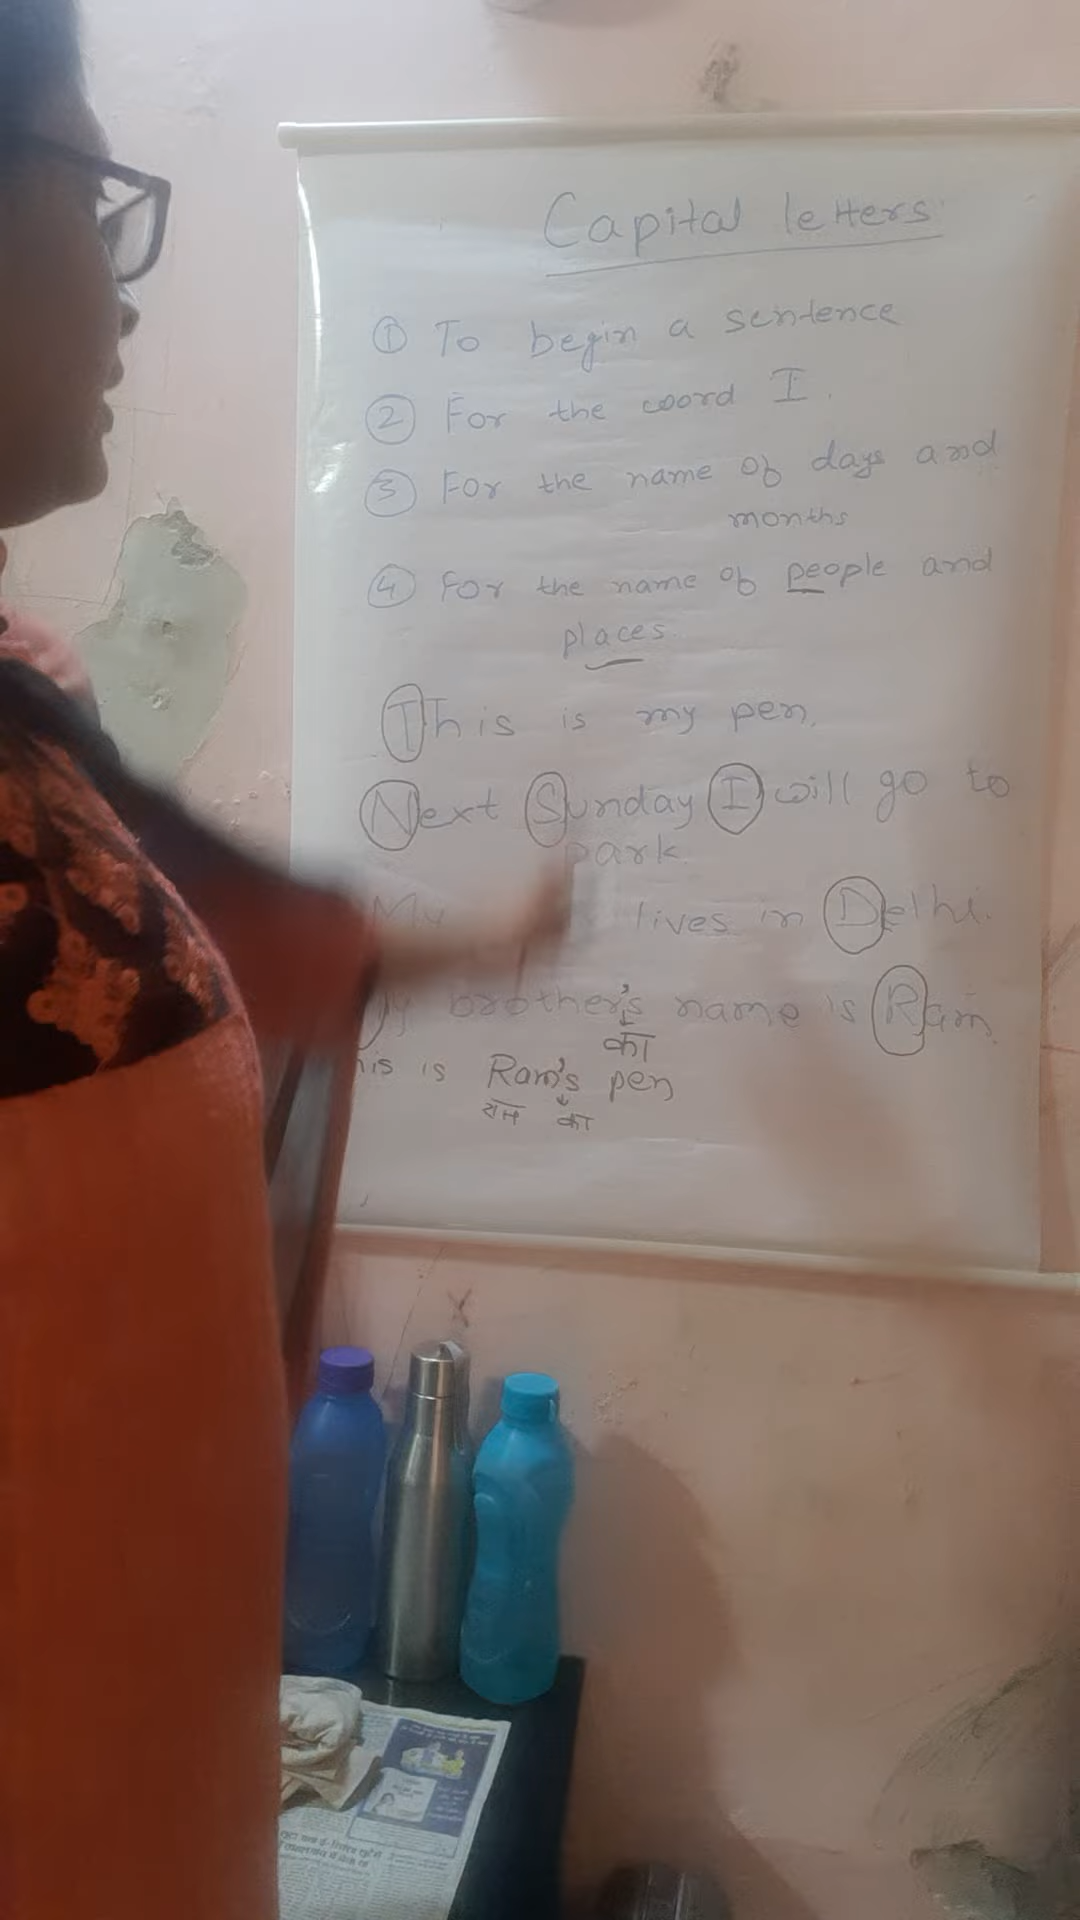 Capital letters
① To begin a sentence
② For the word I.
③ For the name of days and
months
④ For the name of people and
places.
This is my pen.
Next Sunday I will go to
park.
My lives in Delhi.
brother's name is Ram
का
his is Ram's pen
राम का